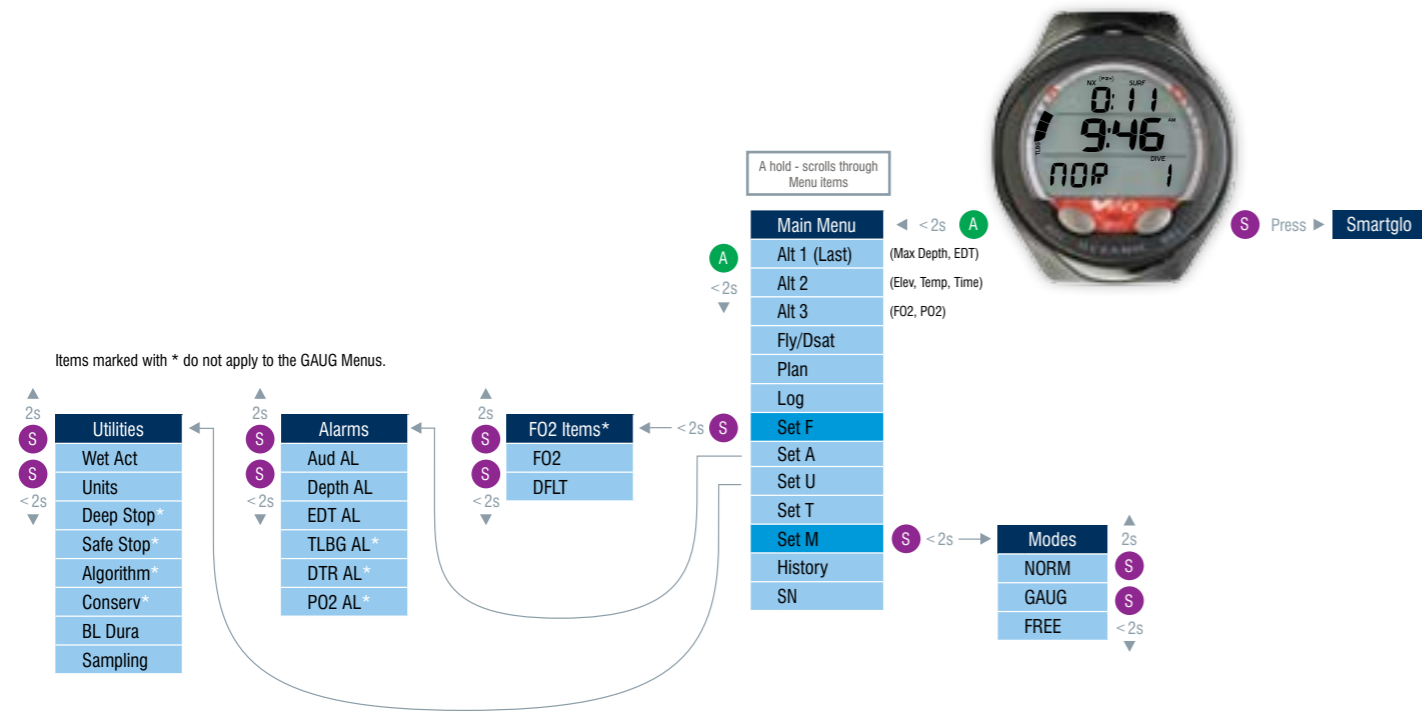 NX (PO2) SURF
0:11
9:46 AM
TLBG
DIVE
NOR 1
OCEANIC
A hold - scrolls through
Menu items
Main Menu
< 2s A
S Press Smartglo
Alt 1 (Last) (Max Depth, EDT)
Alt 2 (Elev, Temp, Time)
Alt 3 (FO2, PO2)
A
<2s
Fly/Dsat
Plan
Log
Set F
Set A
Set U
Set T
Set M
History
SN
Items marked with * do not apply to the GAUG Menus.
2s
S
S
<2s
Utilities
Wet Act
Units
Deep Stop*
Safe Stop*
Algorithm*
Conserv*
BL Dura
Sampling
2s
S
S
<2s
Alarms
Aud AL
Depth AL
EDT AL
TLBG AL*
DTR AL*
PO2 AL*
2s
S
S
<2s
FO2 Items*
FO2
DFLT
<2s S
S <2s
Modes
NORM
GAUG
FREE
2s
S
S
<2s